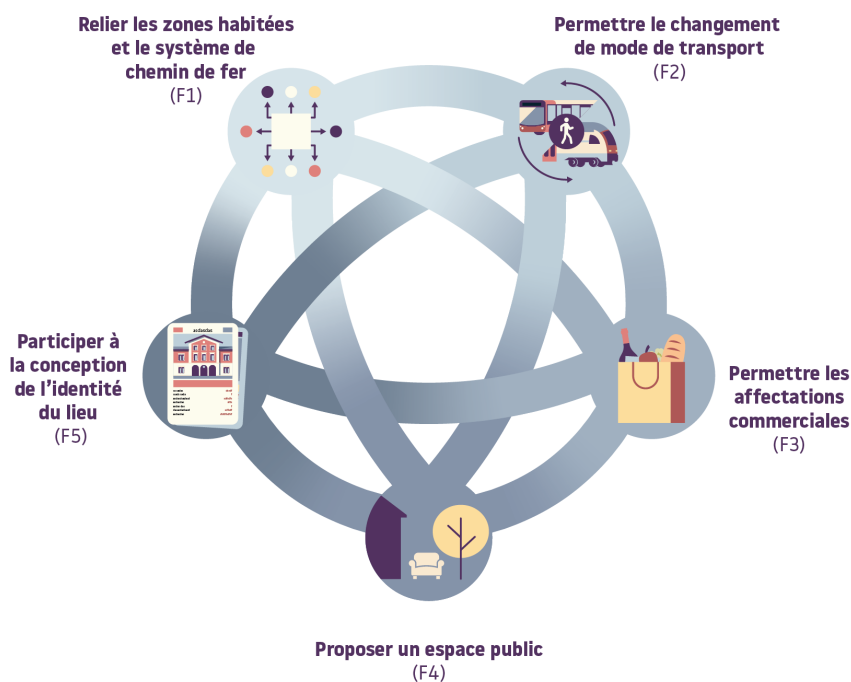 Relier les zones habitées
et le système de
chemin de fer
(F1)
Permettre le changement
de mode de transport
(F2)
Participer à
la conception
de l'identité
du lieu
(F5)
Permettre les
affectations
commerciales
(F3)
Proposer un espace public
(F4)